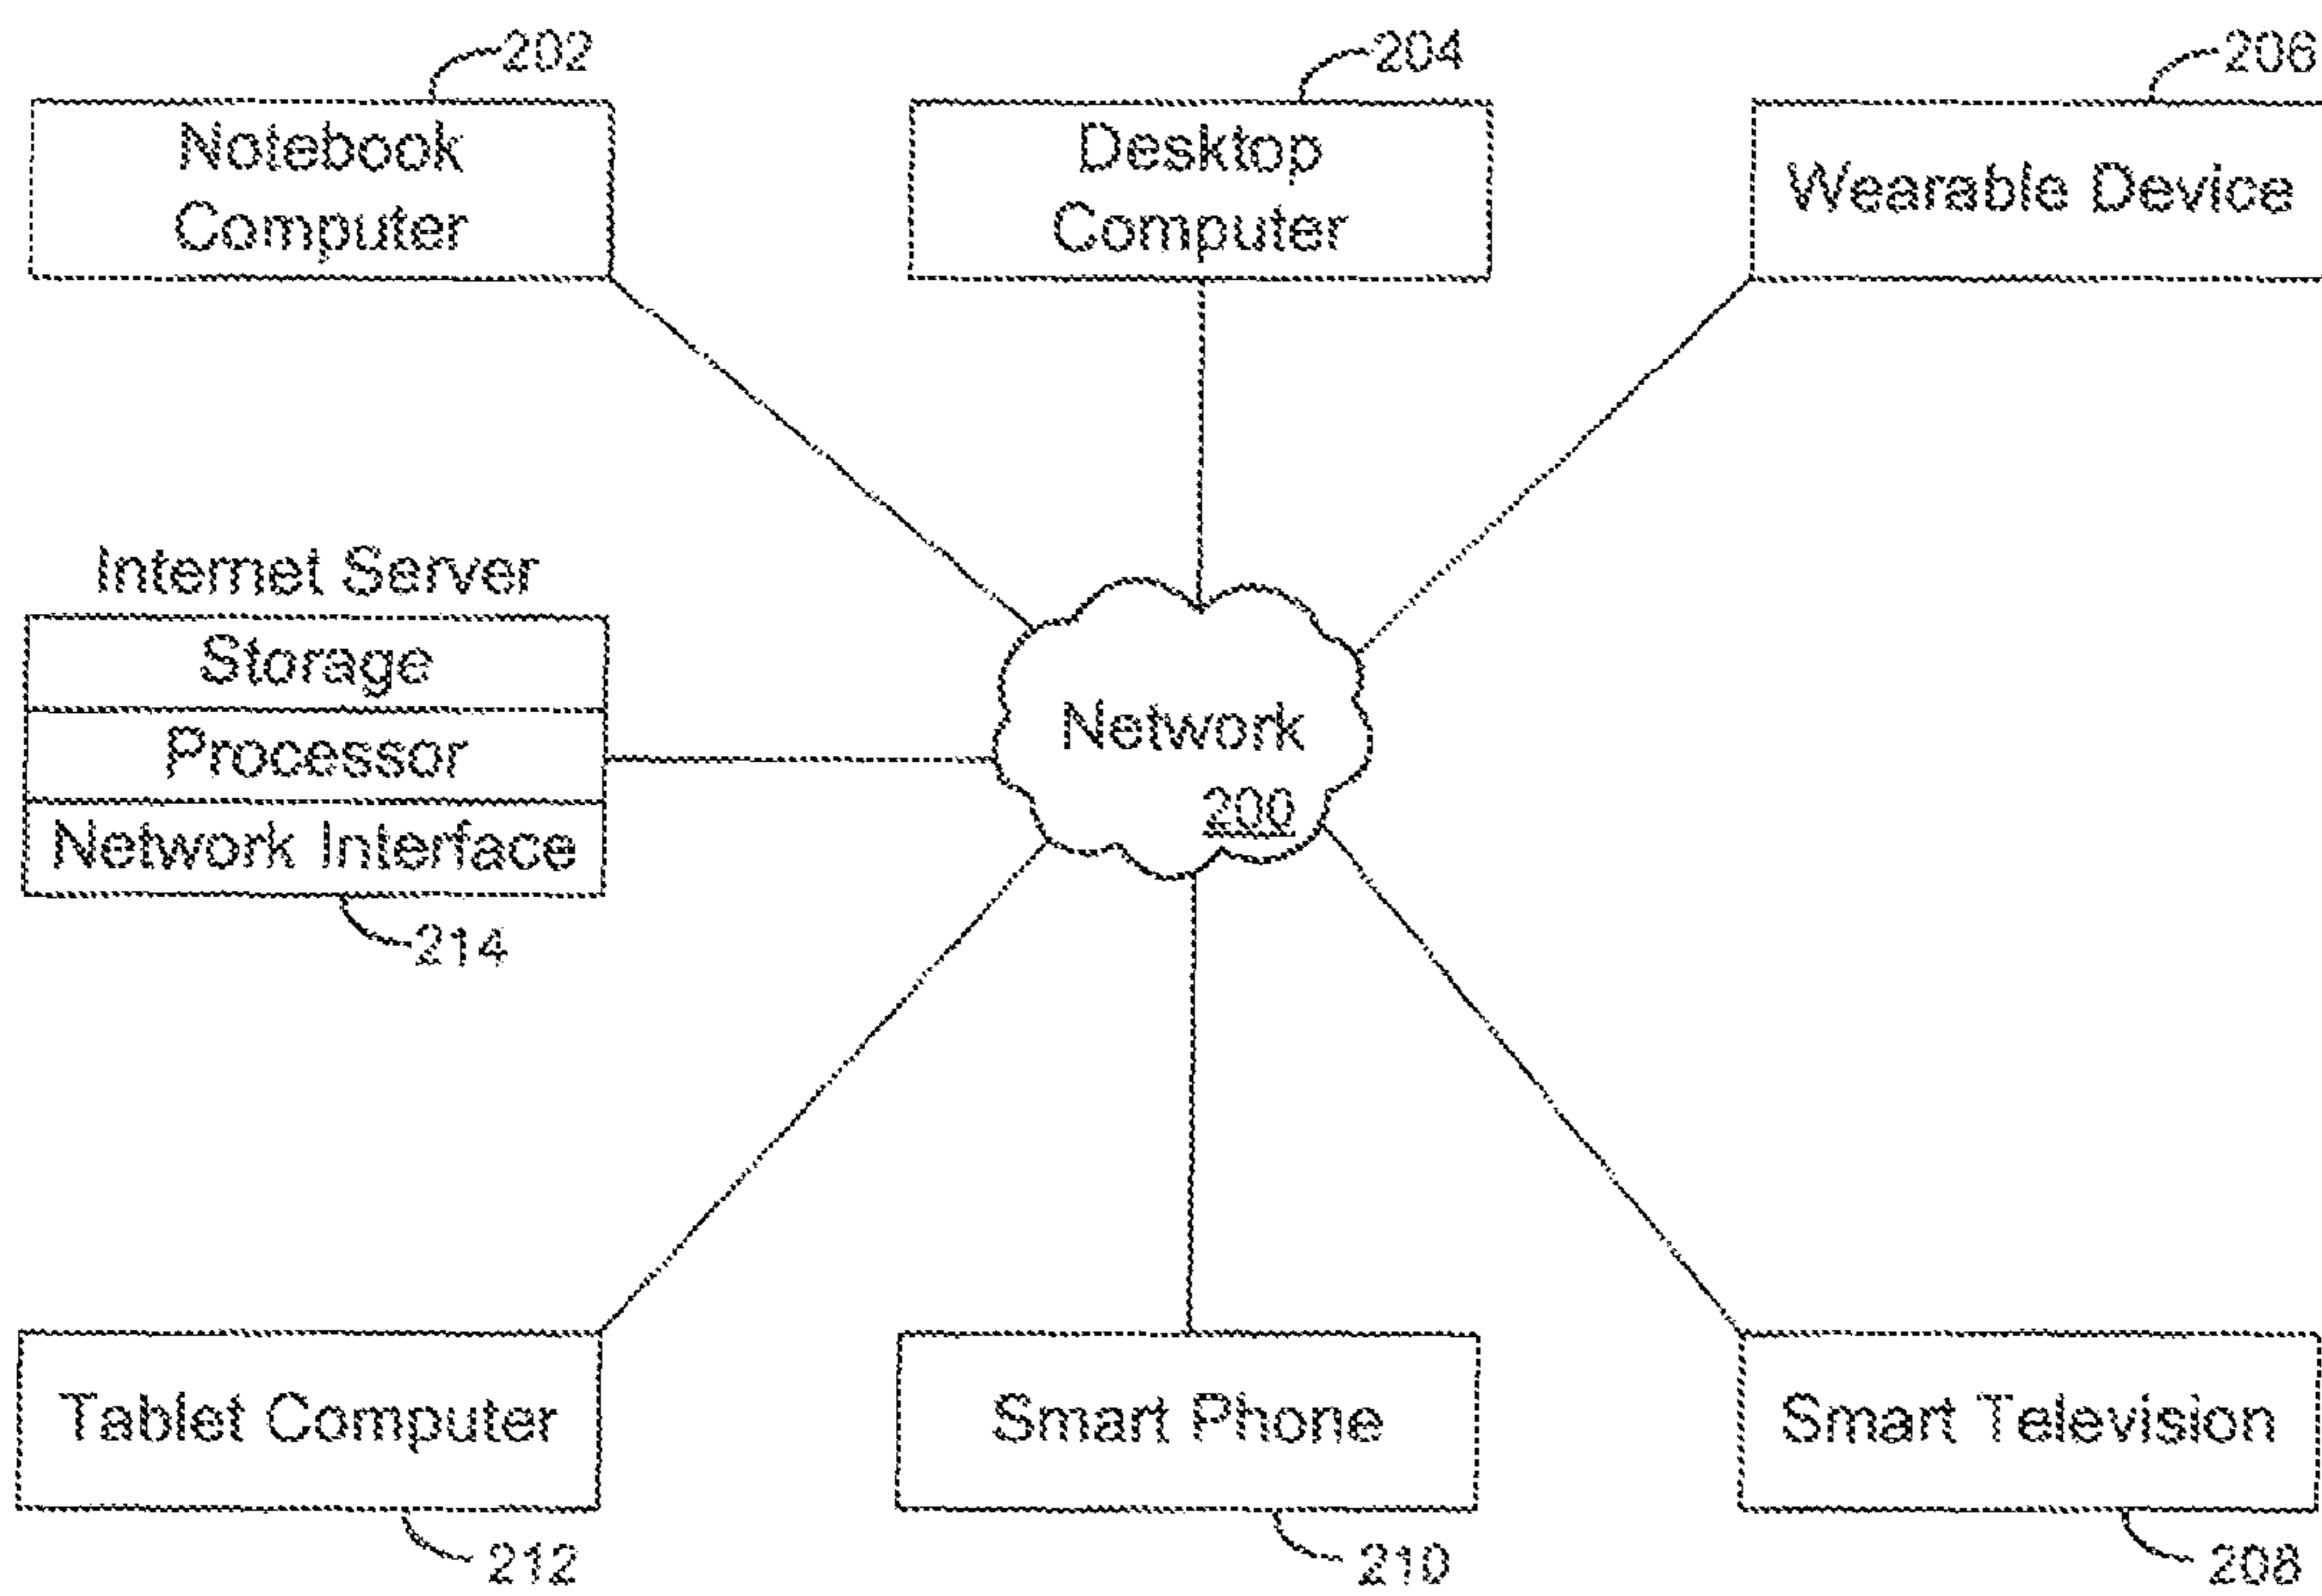 202
Notebook
Computer
204
Desktop
Computer
206
Wearable Device
Internet Server
Storage
Processor
Network Interface
214
Network
200
Tablet Computer
212
Smart Phone
210
Smart Television
208